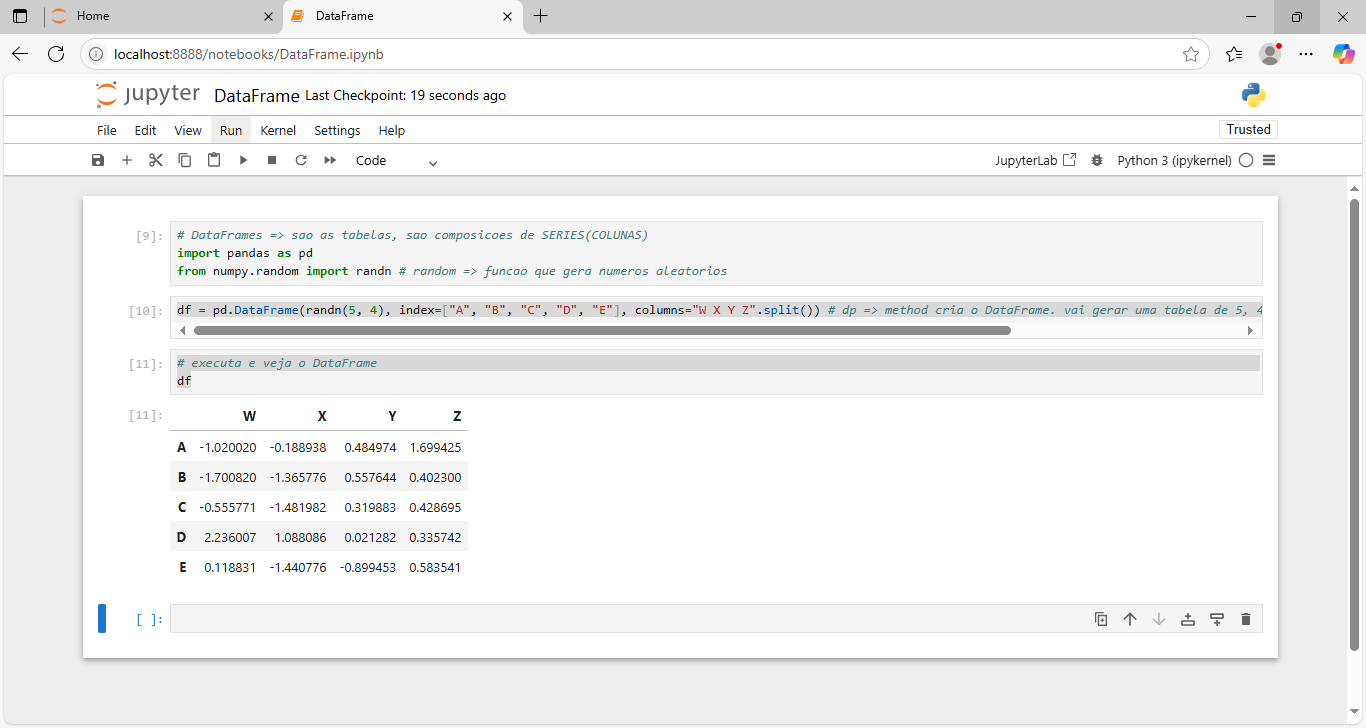 Home
DataFrame
localhost:8888/notebooks/DataFrame.ipynb
jupyter DataFrame Last Checkpoint: 19 seconds ago
File Edit View Run Kernel Settings Help
Trusted
Code
JupyterLab
Python 3 (ipykernel)
[9]:
# DataFrames => sao as tabelas, sao composicoes de SERIES(COLUNAS)
import pandas as pd
from numpy.random import randn # random => funcao que gera numeros aleatorios
[10]:
df = pd.DataFrame(randn(5, 4), index=["A", "B", "C", "D", "E"], columns="W X Y Z".split()) # dp => method cria o DataFrame. vai gerar uma tabela de 5, 4
[11]:
# executa e veja o DataFrame
df
[11]:
W X Y Z
A -1.020020 -0.188938 0.484974 1.699425
B -1.700820 -1.365776 0.557644 0.402300
C -0.555771 -1.481982 0.319883 0.428695
D 2.236007 1.088086 0.021282 0.335742
E 0.118831 -1.440776 -0.899453 0.583541
[ ]: